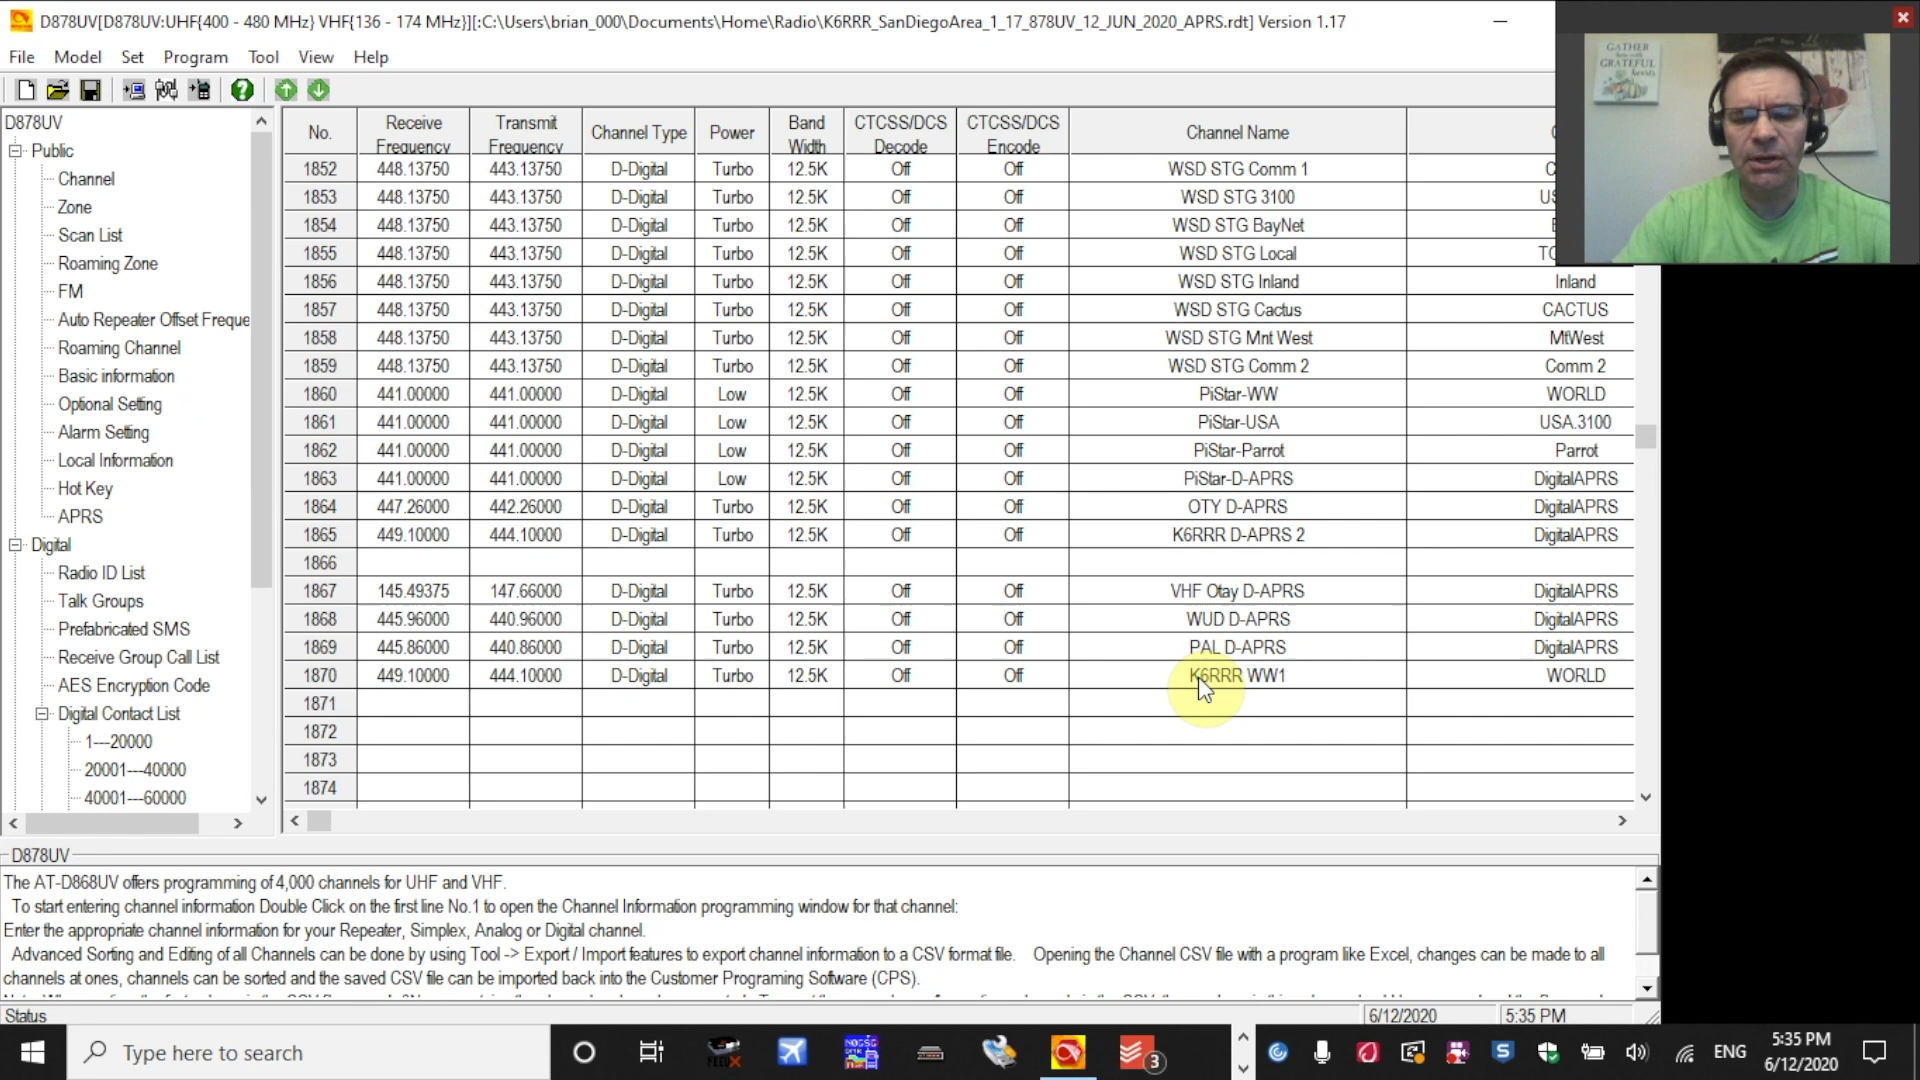 D878UV[D878UV:UHF{400 - 480 MHz} VHF{136 - 174 MHz}][:C:\Users\brian_000\Documents\Home\Radio\K6RRR_SanDiegoArea_1_17_878UV_12_JUN_2020_APRS.rdt] Version 1.17
File Model Set Program Tool View Help
D878UV
Public
Channel
Zone
Scan List
Roaming Zone
FM
Auto Repeater Offset Freque
Roaming Channel
Basic information
Optional Setting
Alarm Setting
Local Information
Hot Key
APRS
Digital
Radio ID List
Talk Groups
Prefabricated SMS
Receive Group Call List
AES Encryption Code
Digital Contact List
1---20000
20001---40000
40001---60000
No. Receive Frequency Transmit Frequency Channel Type Power Band Width CTCSS/DCS Decode CTCSS/DCS Encode Channel Name
1852 448.13750 443.13750 D-Digital Turbo 12.5K Off Off WSD STG Comm 1 C
1853 448.13750 443.13750 D-Digital Turbo 12.5K Off Off WSD STG 3100 US
1854 448.13750 443.13750 D-Digital Turbo 12.5K Off Off WSD STG BayNet
1855 448.13750 443.13750 D-Digital Turbo 12.5K Off Off WSD STG Local
1856 448.13750 443.13750 D-Digital Turbo 12.5K Off Off WSD STG Inland Inland
1857 448.13750 443.13750 D-Digital Turbo 12.5K Off Off WSD STG Cactus CACTUS
1858 448.13750 443.13750 D-Digital Turbo 12.5K Off Off WSD STG Mnt West MtWest
1859 448.13750 443.13750 D-Digital Turbo 12.5K Off Off WSD STG Comm 2 Comm 2
1860 441.00000 441.00000 D-Digital Low 12.5K Off Off PiStar-WW WORLD
1861 441.00000 441.00000 D-Digital Low 12.5K Off Off PiStar-USA USA.3100
1862 441.00000 441.00000 D-Digital Low 12.5K Off Off PiStar-Parrot Parrot
1863 441.00000 441.00000 D-Digital Low 12.5K Off Off PiStar-D-APRS DigitalAPRS
1864 447.26000 442.26000 D-Digital Turbo 12.5K Off Off OTY D-APRS DigitalAPRS
1865 449.10000 444.10000 D-Digital Turbo 12.5K Off Off K6RRR D-APRS 2 DigitalAPRS
1866
1867 145.49375 147.66000 D-Digital Turbo 12.5K Off Off VHF Otay D-APRS DigitalAPRS
1868 445.96000 440.96000 D-Digital Turbo 12.5K Off Off WUD D-APRS DigitalAPRS
1869 445.86000 440.86000 D-Digital Turbo 12.5K Off Off PAL D-APRS DigitalAPRS
1870 449.10000 444.10000 D-Digital Turbo 12.5K Off Off K6RRR WW1 WORLD
1871
1872
1873
1874
GATHER
GRATEFUL
hearts
D878UV
The AT-D868UV offers programming of 4,000 channels for UHF and VHF.
To start entering channel information Double Click on the first line No.1 to open the Channel Information programming window for that channel:
Enter the appropriate channel information for your Repeater, Simplex, Analog or Digital channel.
Advanced Sorting and Editing of all Channels can be done by using Tool -> Export / Import features to export channel information to a CSV format file. Opening the Channel CSV file with a program like Excel, changes can be made to all
channels at ones, channels can be sorted and the saved CSV file can be imported back into the Customer Programing Software (CPS).
Status 6/12/2020 5:35 PM
Type here to search
3
ENG
5:35 PM
6/12/2020